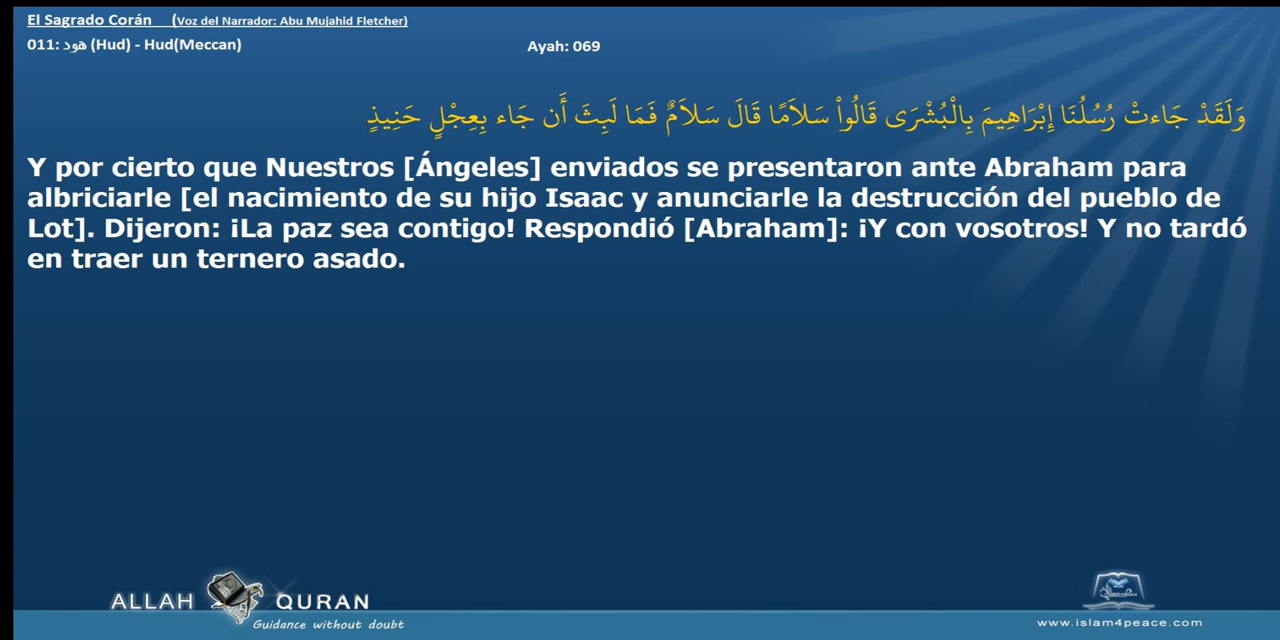 El Sagrado Corán (Voz del Narrador: Abu Mujahid Fletcher)
011: هود (Hud) - Hud(Meccan) Ayah: 069
وَلَقَدْ جَاءتْ رُسُلُنَا إِبْرَاهِيمَ بِالْبُشْرَى قَالُواْ سَلاَمًا قَالَ سَلاَمٌ فَمَا لَبِثَ أَن جَاء بِعِجْلٍ حَنِيذٍ
Y por cierto que Nuestros [Ángeles] enviados se presentaron ante Abraham para
albriciarle [el nacimiento de su hijo Isaac y anunciarle la destrucción del pueblo de
Lot]. Dijeron: ¡La paz sea contigo! Respondió [Abraham]: ¡Y con vosotros! Y no tardó
en traer un ternero asado.
ALLAH QURAN
Guidance without doubt
www.islam4peace.com